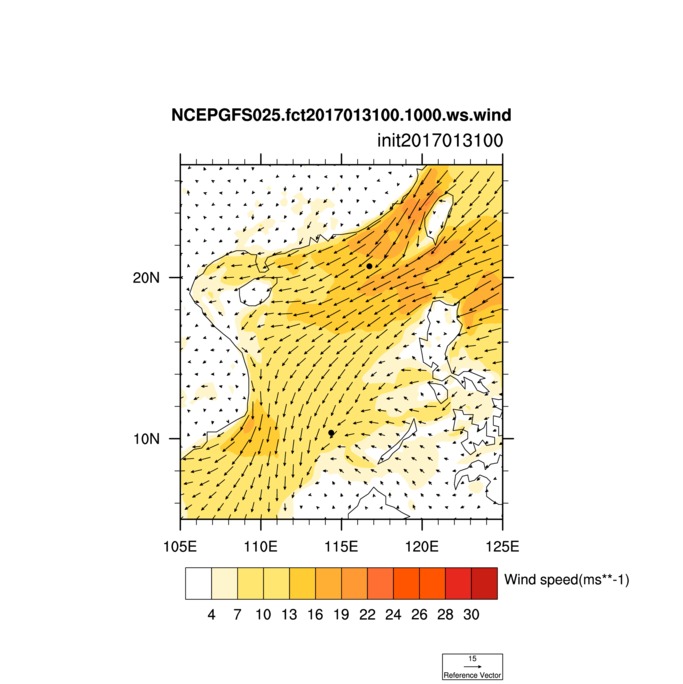 NCEPGFS025.fct2017013100.1000.ws.wind
init2017013100
20N
10N
105E 110E 115E 120E 125E
Wind speed(ms**-1)
4 7 10 13 16 19 22 24 26 28 30
15
Reference Vector